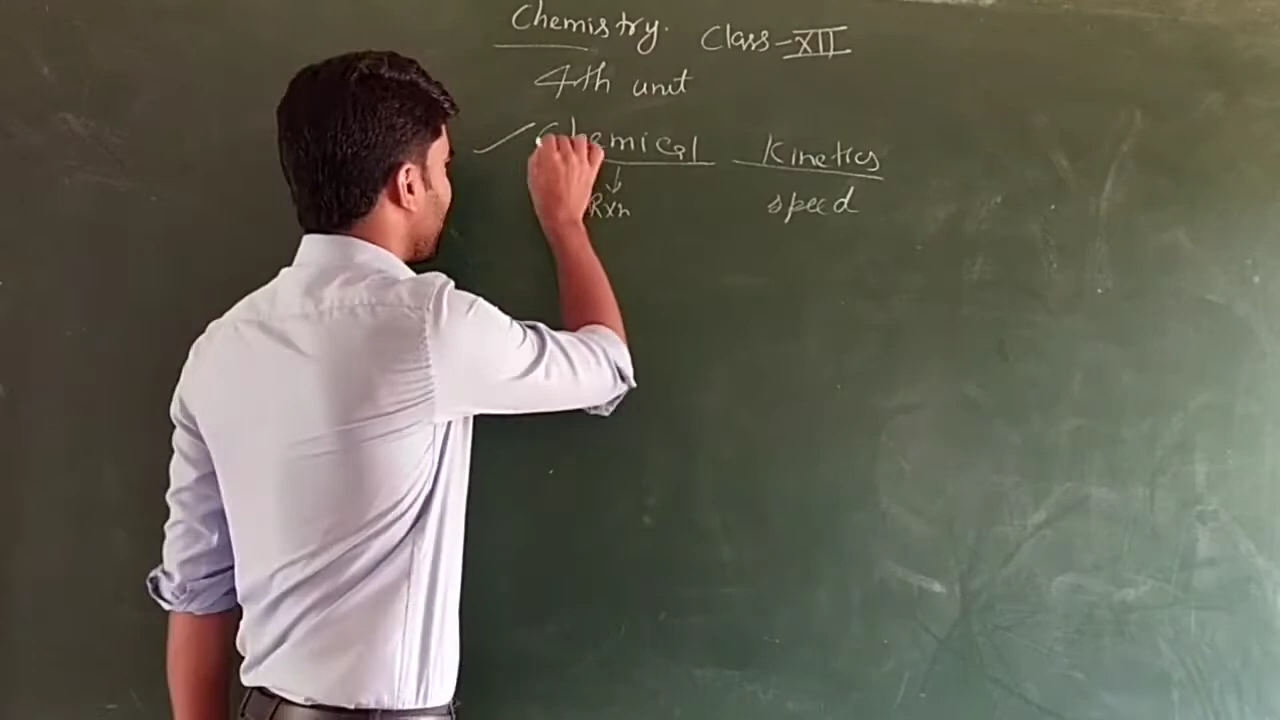 Chemistry. Class-XII
4th unit
Chemical Kinetics
↓
Rxn speed